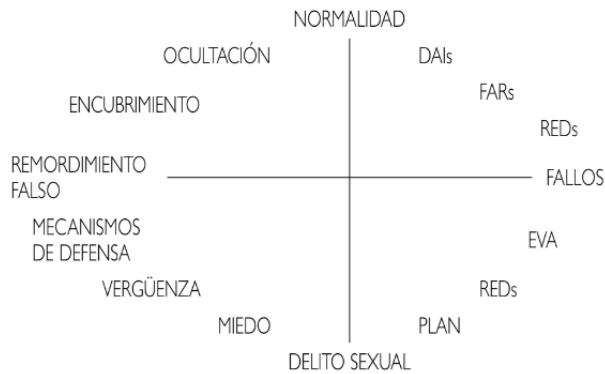 NORMALIDAD
OCULTACIÓN
DAIs
ENCUBRIMIENTO
FARs
REDs
REMORDIMIENTO
FALSO
FALLOS
MECANISMOS
DE DEFENSA
EVA
VERGÜENZA
REDs
MIEDO
PLAN
DELITO SEXUAL